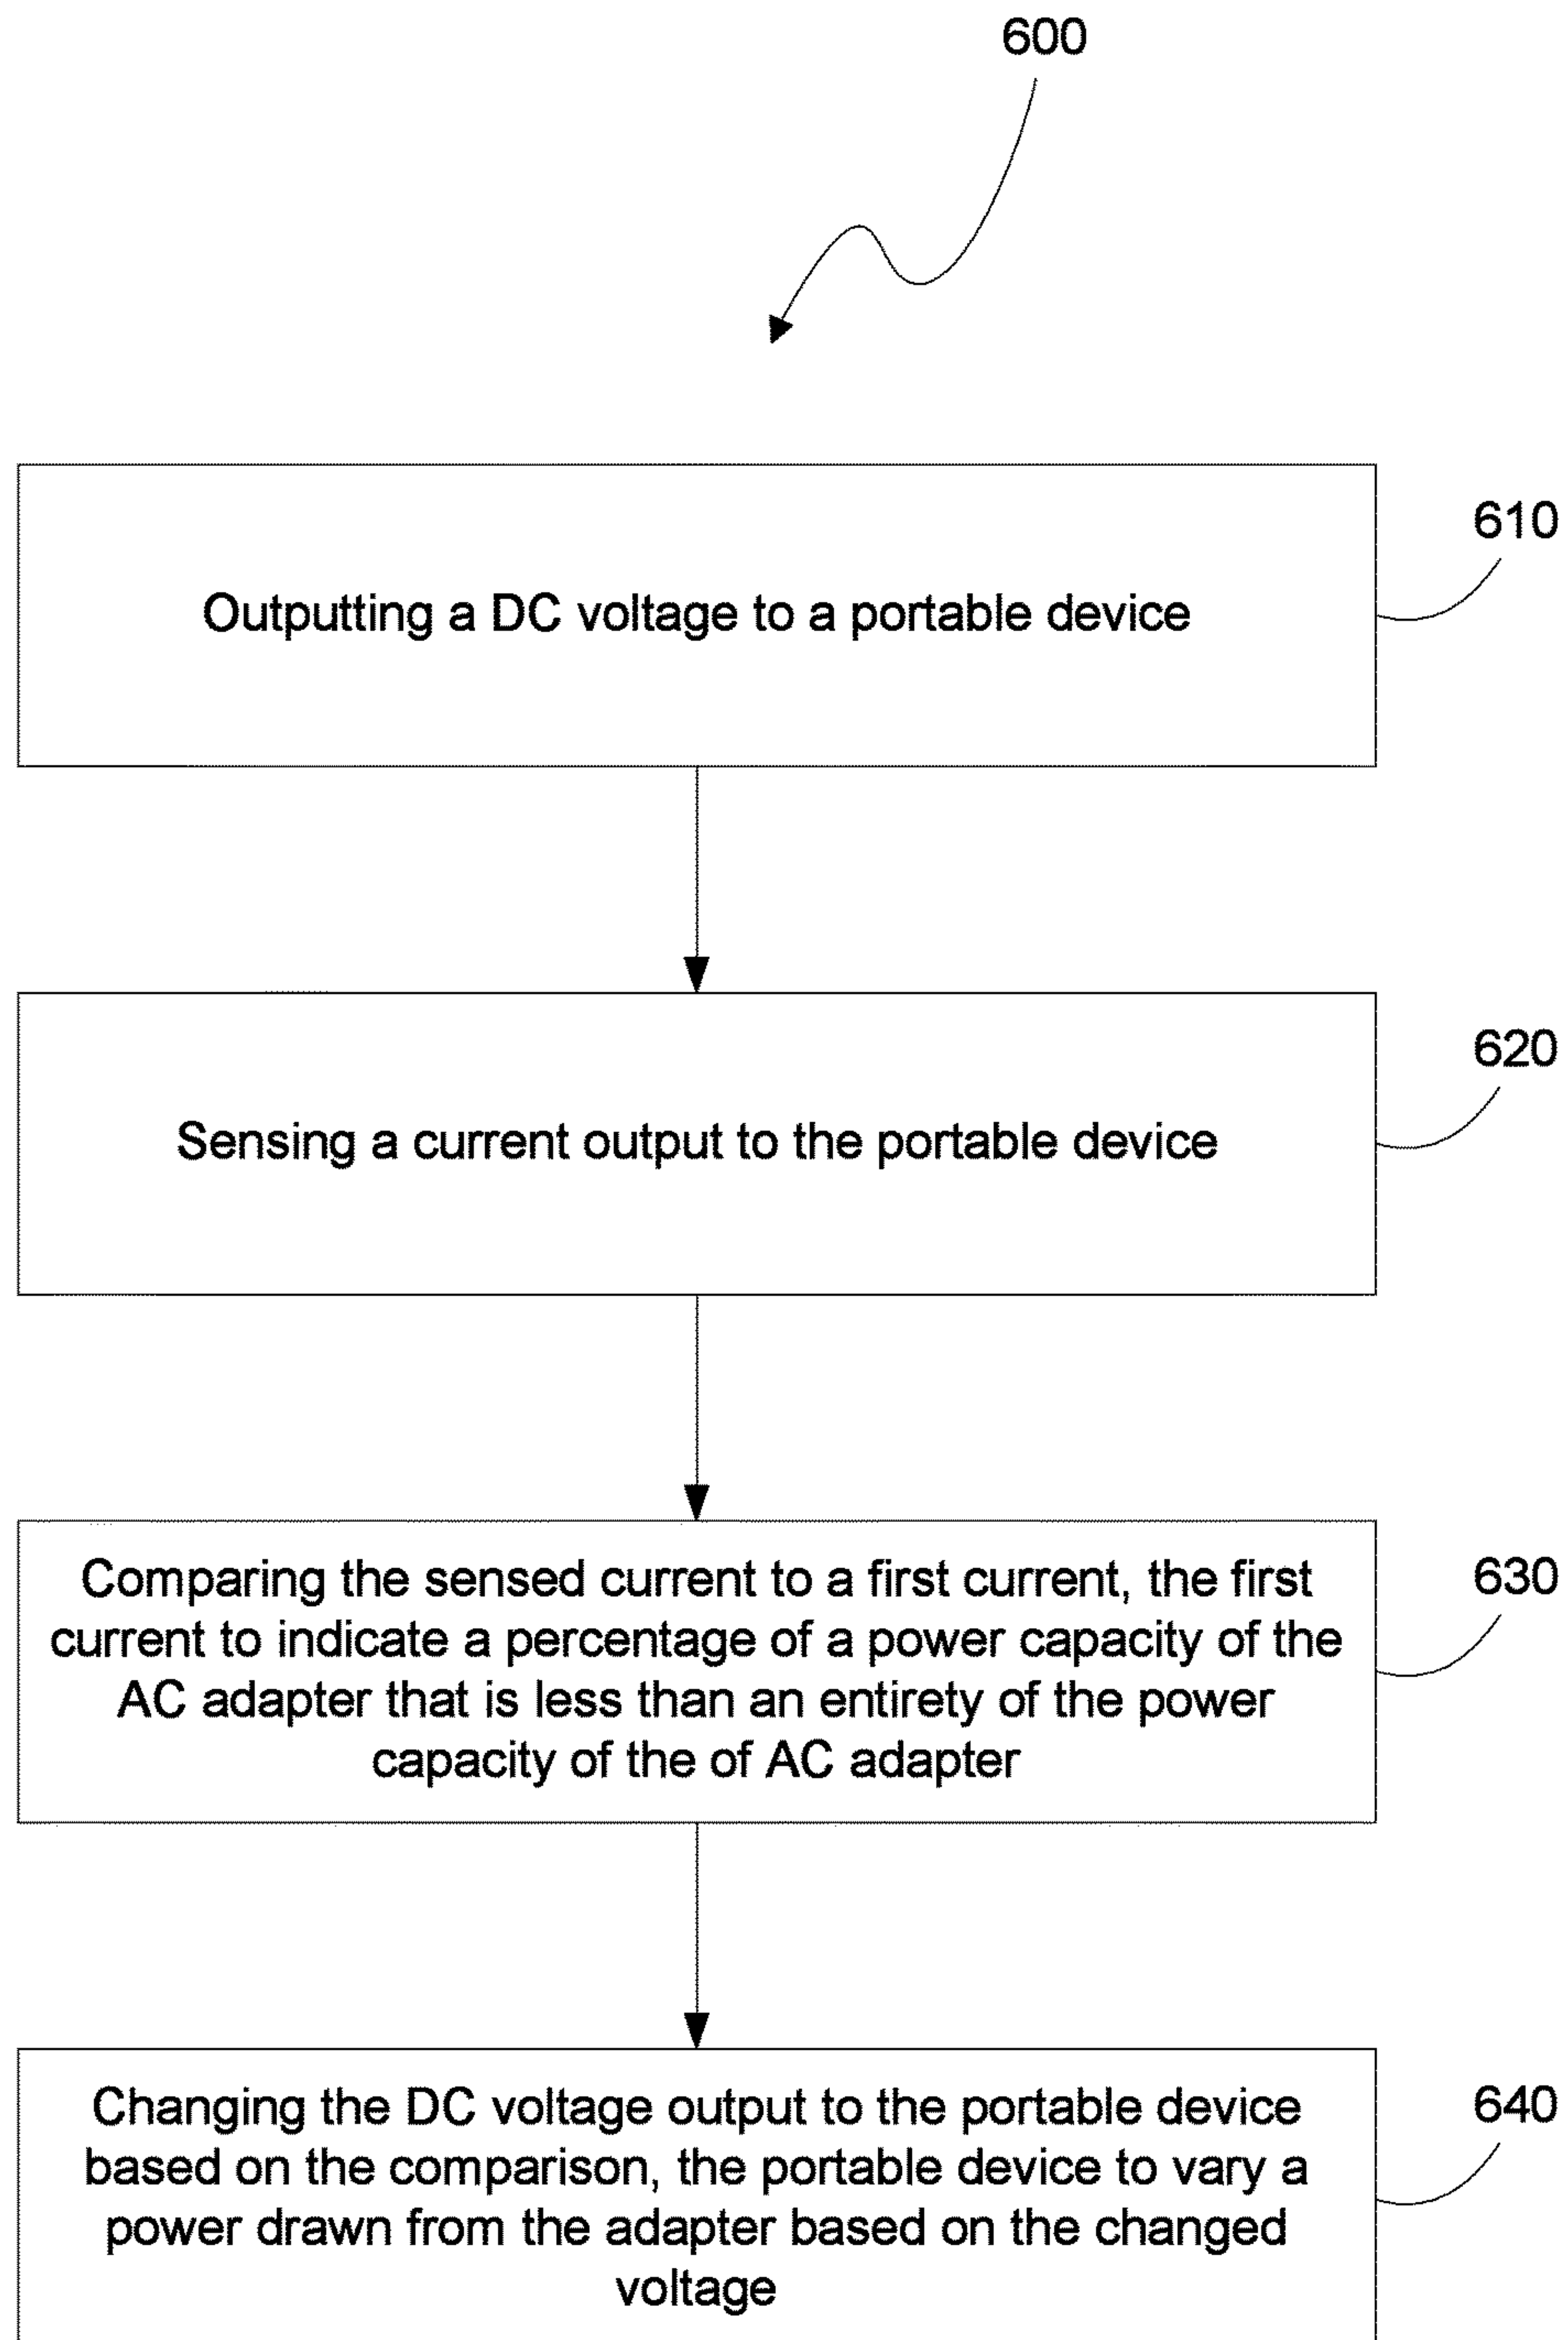 600
610
Outputting a DC voltage to a portable device
620
Sensing a current output to the portable device
630
Comparing the sensed current to a first current, the first
current to indicate a percentage of a power capacity of the
AC adapter that is less than an entirety of the power
capacity of the of AC adapter
640
Changing the DC voltage output to the portable device
based on the comparison, the portable device to vary a
power drawn from the adapter based on the changed
voltage